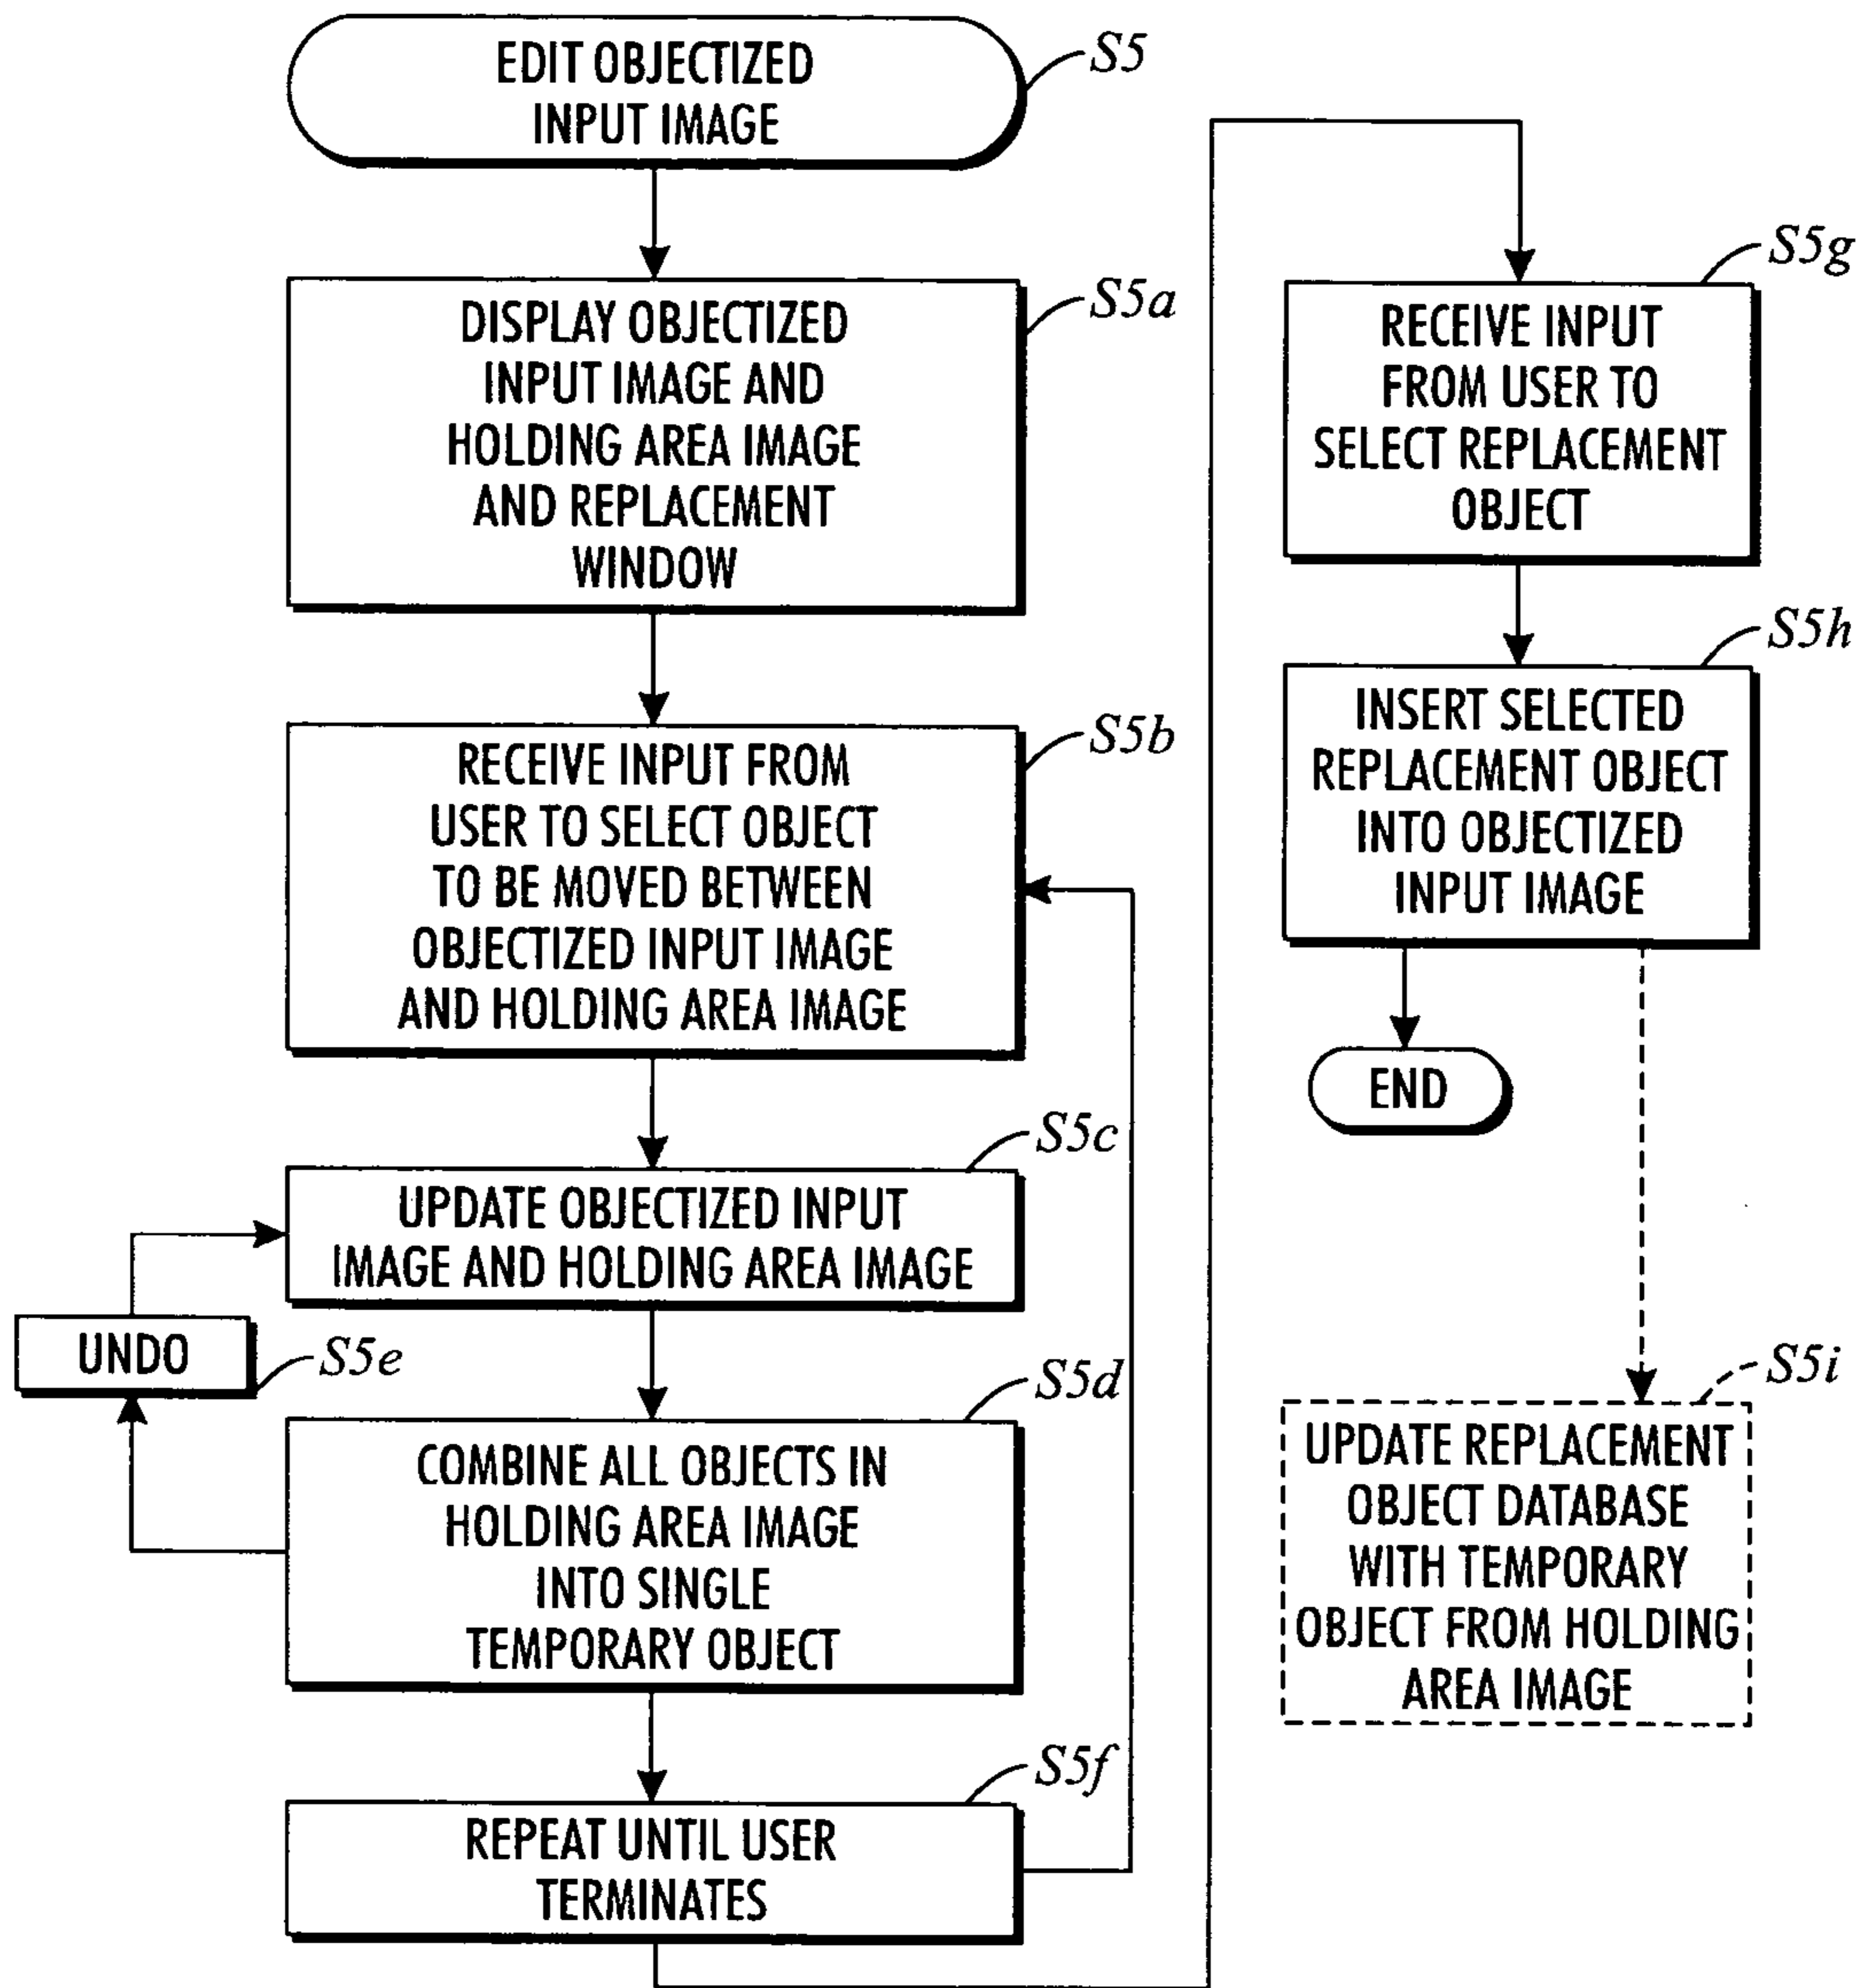 EDIT OBJECTIZED
INPUT IMAGE
S5
DISPLAY OBJECTIZED
INPUT IMAGE AND
HOLDING AREA IMAGE
AND REPLACEMENT
WINDOW
S5a
RECEIVE INPUT FROM
USER TO SELECT OBJECT
TO BE MOVED BETWEEN
OBJECTIZED INPUT IMAGE
AND HOLDING AREA IMAGE
S5b
UPDATE OBJECTIZED INPUT
IMAGE AND HOLDING AREA IMAGE
S5c
UNDO
S5e
COMBINE ALL OBJECTS IN
HOLDING AREA IMAGE
INTO SINGLE
TEMPORARY OBJECT
S5d
REPEAT UNTIL USER
TERMINATES
S5f
RECEIVE INPUT
FROM USER TO
SELECT REPLACEMENT
OBJECT
S5g
INSERT SELECTED
REPLACEMENT OBJECT
INTO OBJECTIZED
INPUT IMAGE
S5h
END
UPDATE REPLACEMENT
OBJECT DATABASE
WITH TEMPORARY
OBJECT FROM HOLDING
AREA IMAGE
S5i